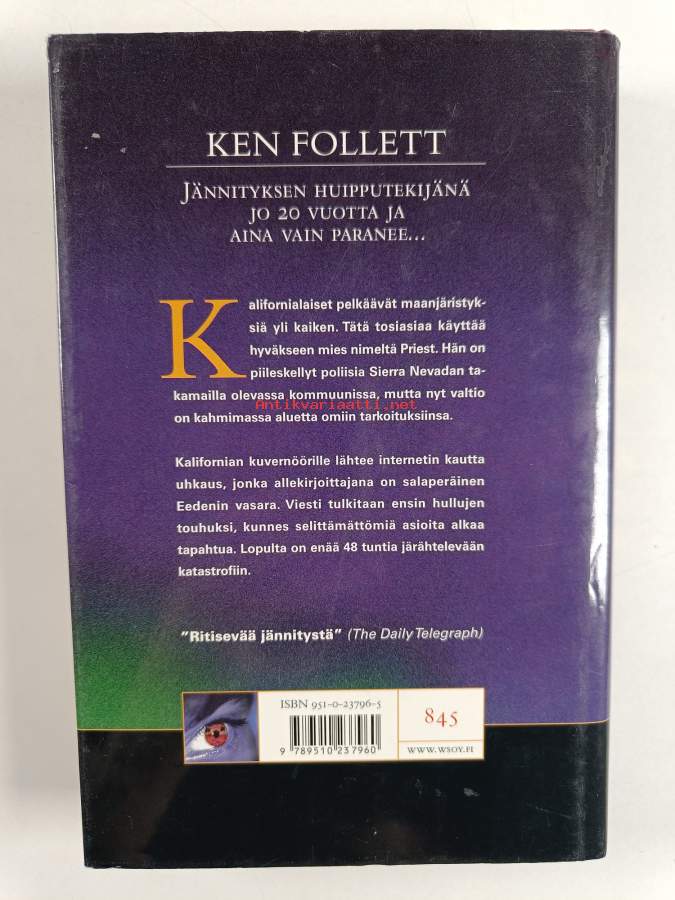 KEN FOLLETT
JÄNNITYKSEN HUIPPUTEKIJÄNÄ
JO 20 VUOTTA JA
AINA VAIN PARANEE...
Kalifornialaiset pelkäävät maanjäristyk-
siä yli kaiken. Tätä tosiasiaa käyttää
hyväkseen mies nimeltä Priest. Hän on
piileskellyt poliisia Sierra Nevadan ta-
kamailla olevassa kommuunissa, mutta nyt valtio
Antikvariaatti.net
on kahmimassa aluetta omiin tarkoituksiinsa.
Kalifornian kuvernöörille lähtee internetin kautta
uhkaus, jonka allekirjoittajana on salaperäinen
Eedenin vasara. Viesti tulkitaan ensin hullujen
touhuksi, kunnes selittämättömiä asioita alkaa
tapahtua. Lopulta on enää 48 tuntia järähtelevään
katastrofiin.
"Ritisevää jännitystä" (The Daily Telegraph)
ISBN 951-0-23796-5
845
9 789510 237960
WWW.WSOY.FI